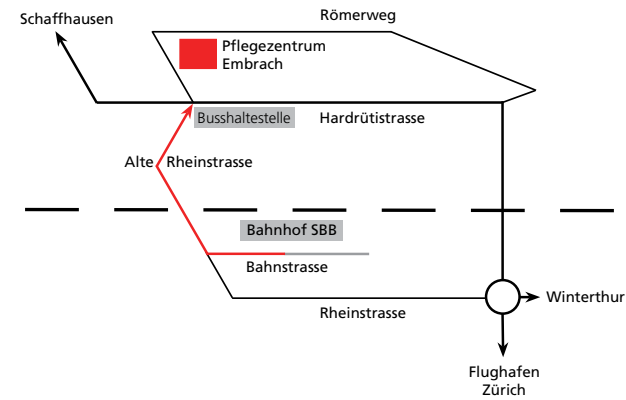 Römerweg
Schaffhausen
Pflegezentrum
Embrach
Busshaltestelle
Hardrütistrasse
Alte Rheinstrasse
Bahnhof SBB
Bahnstrasse
Winterthur
Rheinstrasse
Flughafen
Zürich